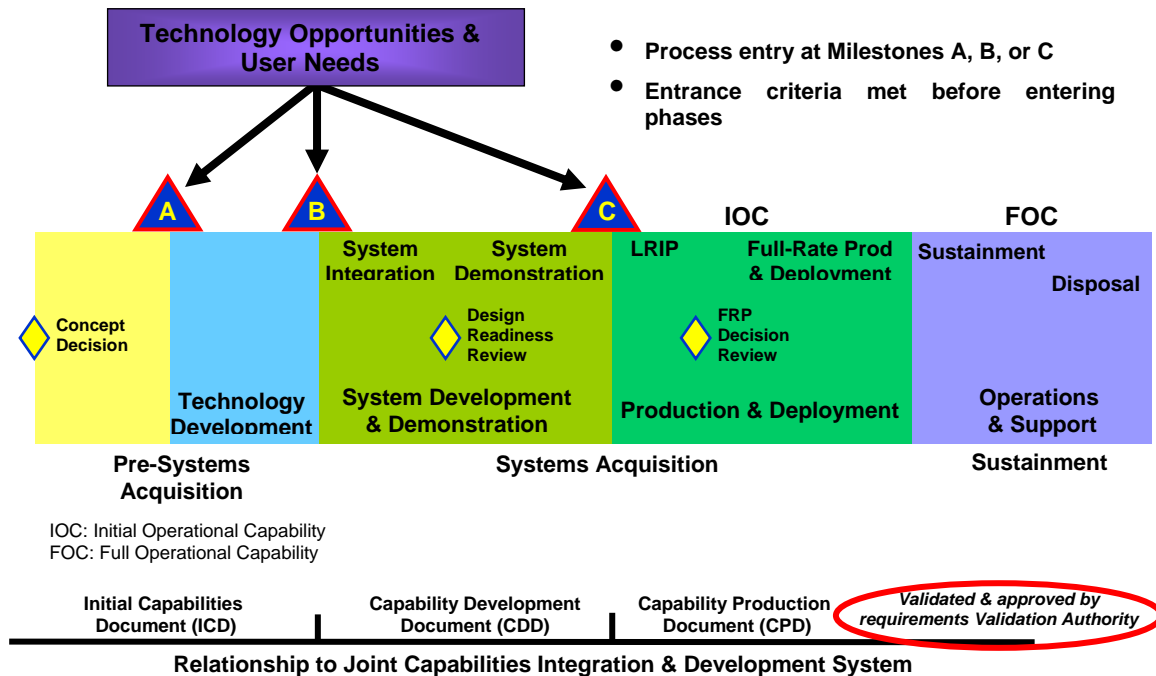 Technology Opportunities &
User Needs
• Process entry at Milestones A, B, or C
• Entrance criteria met before entering
phases
A
B
C
IOC
FOC
System
Integration
System
Demonstration
LRIP
Full-Rate Prod
& Deployment
Sustainment
Disposal
Concept
Decision
Design
Readiness
Review
FRP
Decision
Review
Technology
Development
System Development
& Demonstration
Production & Deployment
Operations
& Support
Pre-Systems
Acquisition
Systems Acquisition
Sustainment
IOC: Initial Operational Capability
FOC: Full Operational Capability
Initial Capabilities
Document (ICD)
Capability Development
Document (CDD)
Capability Production
Document (CPD)
Validated & approved by
requirements Validation Authority
Relationship to Joint Capabilities Integration & Development System